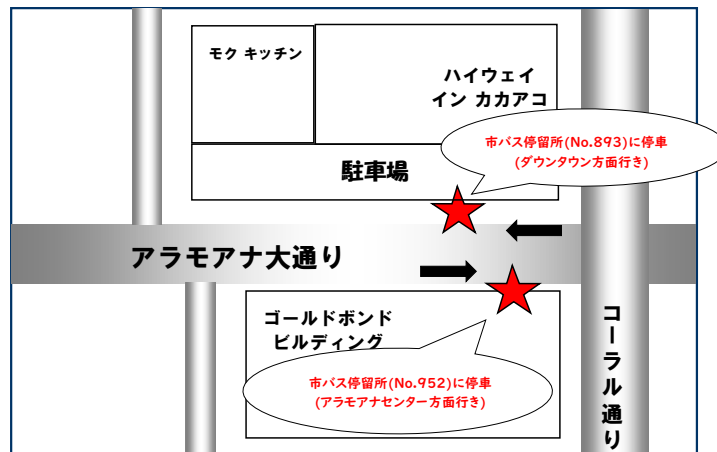 モク キッチン
ハイウェイ
イン カカアコ
市バス停留所(No.893)に停車
(ダウンタウン方面行き)
駐車場
アラモアナ大通り
ゴールドボンド
ビルディング
コーラル通り
市バス停留所(No.952)に停車
(アラモアナセンター方面行き)